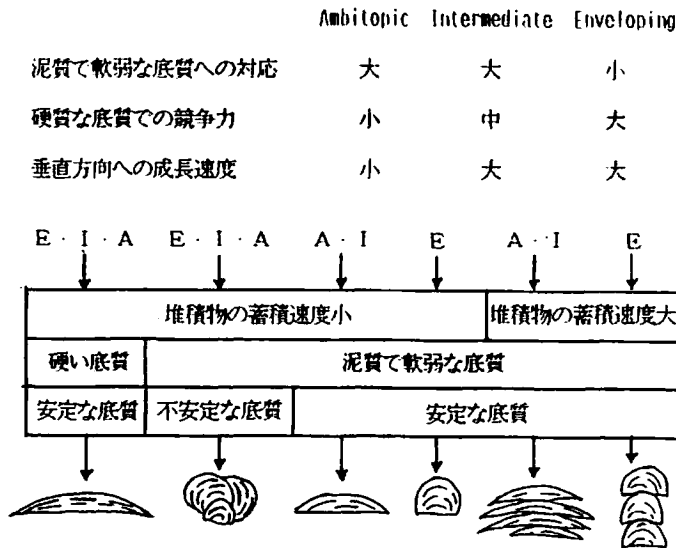 Ambitopic Intermediate Enveloping
泥質で軟弱な底質への対応 大 大 小
硬質な底質での競争力 小 中 大
垂直方向への成長速度 小 大 大
E・I・A E・I・A A・I E A・I E
堆積物の蓄積速度小 堆積物の蓄積速度大
硬い底質 泥質で軟弱な底質
安定な底質 不安定な底質 安定な底質